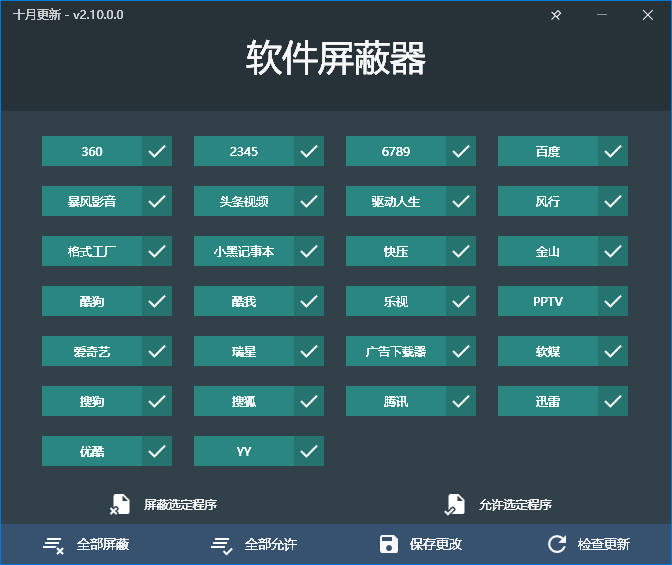 十月更新 - v2.10.0.0
软件屏蔽器
360 2345 6789 百度
暴风影音 头条视频 驱动人生 风行
格式工厂 小黑记事本 快压 金山
酷狗 酷我 乐视 PPTV
爱奇艺 瑞星 广告下载器 软媒
搜狗 搜狐 腾讯 迅雷
优酷 YY
屏蔽选定程序 允许选定程序
全部屏蔽 全部允许 保存更改 检查更新